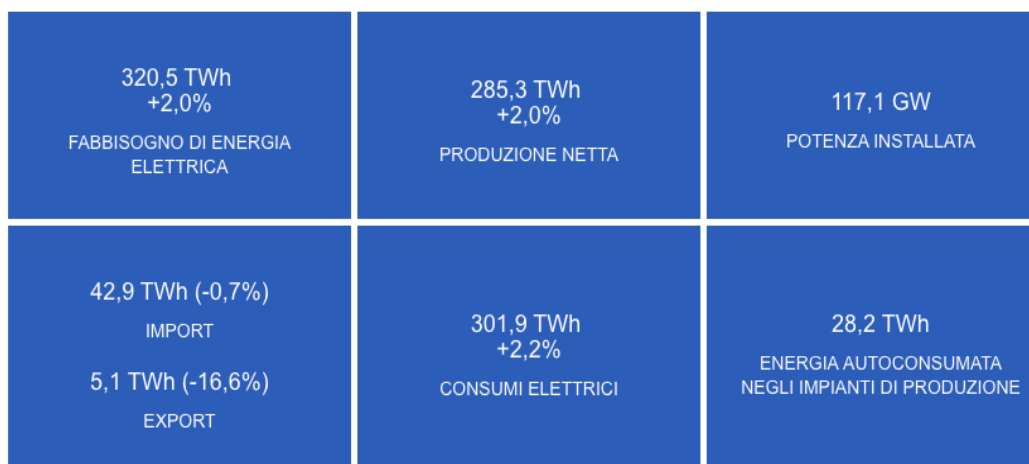 320,5 TWh
+2,0%
FABBISOGNO DI ENERGIA
ELETTRICA
285,3 TWh
+2,0%
PRODUZIONE NETTA
117,1 GW
POTENZA INSTALLATA
42,9 TWh (-0,7%)
IMPORT
5,1 TWh (-16,6%)
EXPORT
301,9 TWh
+2,2%
CONSUMI ELETTRICI
28,2 TWh
ENERGIA AUTOCONSUMATA
NEGLI IMPIANTI DI PRODUZIONE